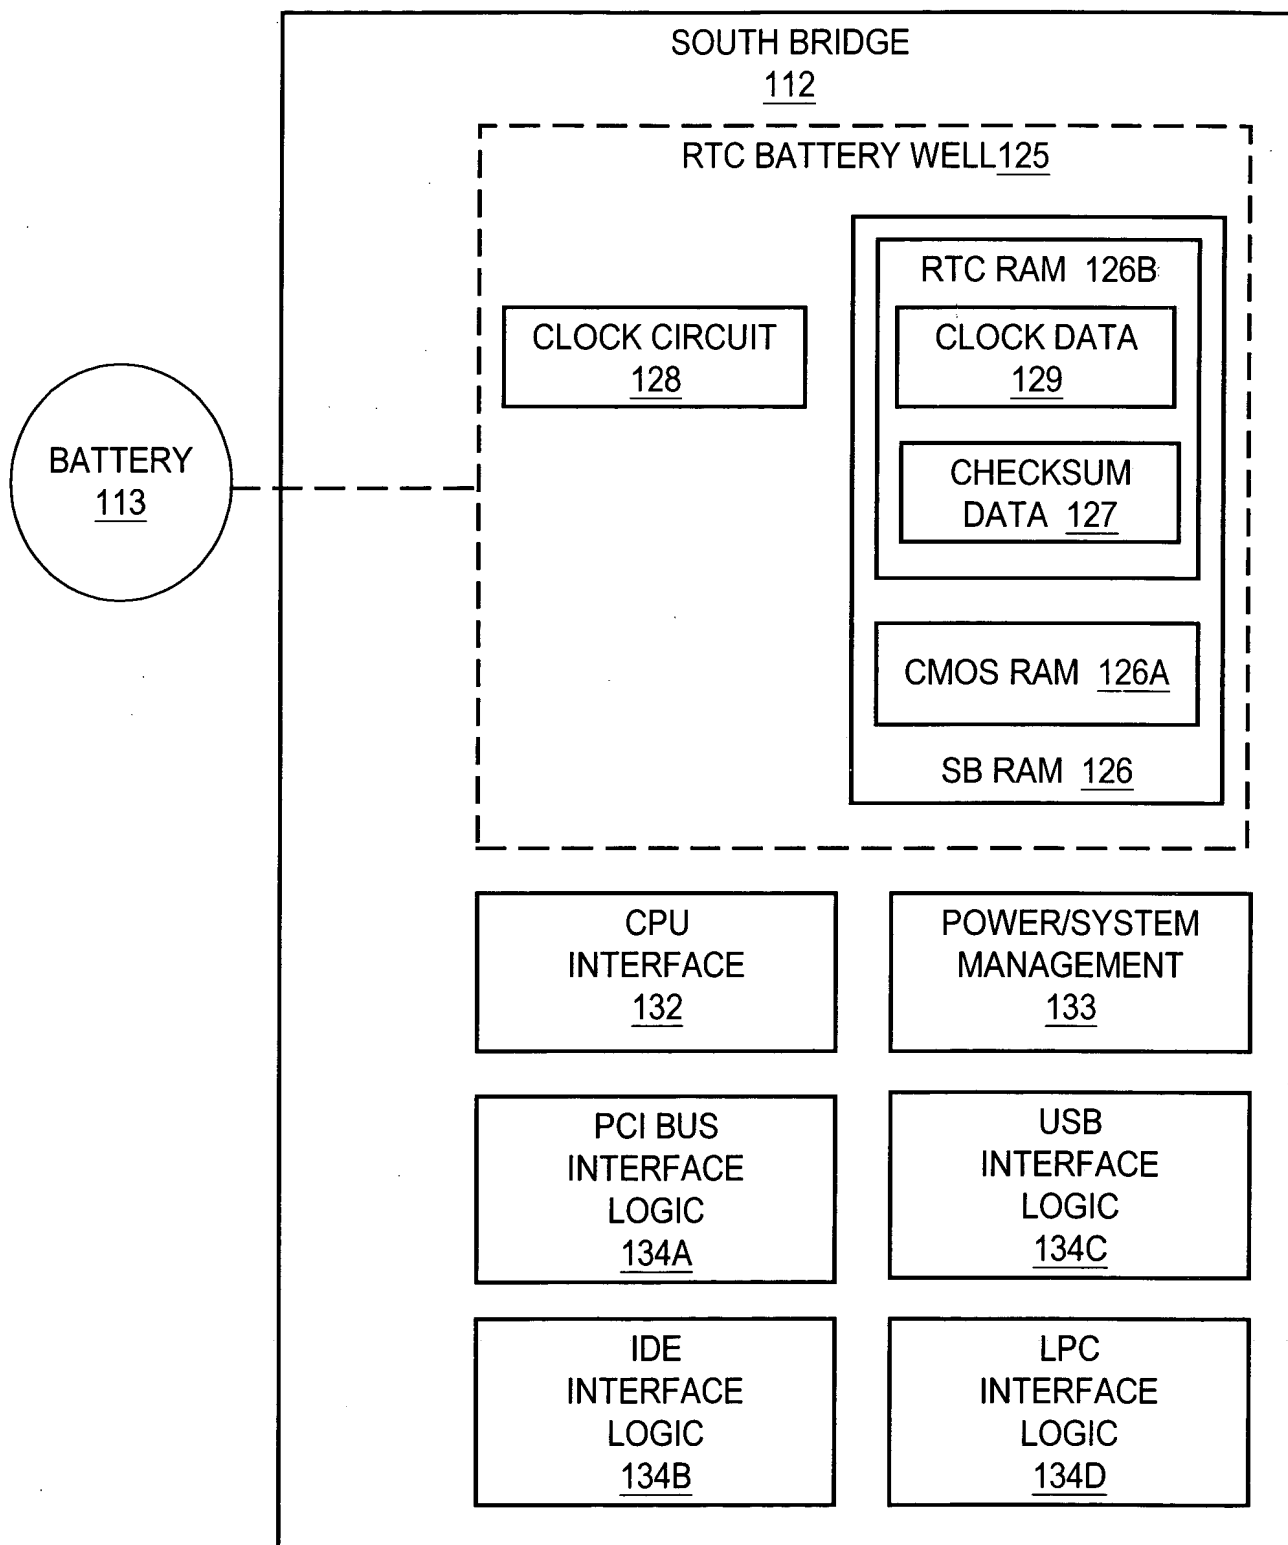 SOUTH BRIDGE
112
RTC BATTERY WELL125
RTC RAM 126B
CLOCK CIRCUIT
128
CLOCK DATA
129
BATTERY
113
CHECKSUM
DATA 127
CMOS RAM 126A
SB RAM 126
CPU
INTERFACE
132
POWER/SYSTEM
MANAGEMENT
133
PCI BUS
INTERFACE
LOGIC
134A
USB
INTERFACE
LOGIC
134C
IDE
INTERFACE
LOGIC
134B
LPC
INTERFACE
LOGIC
134D